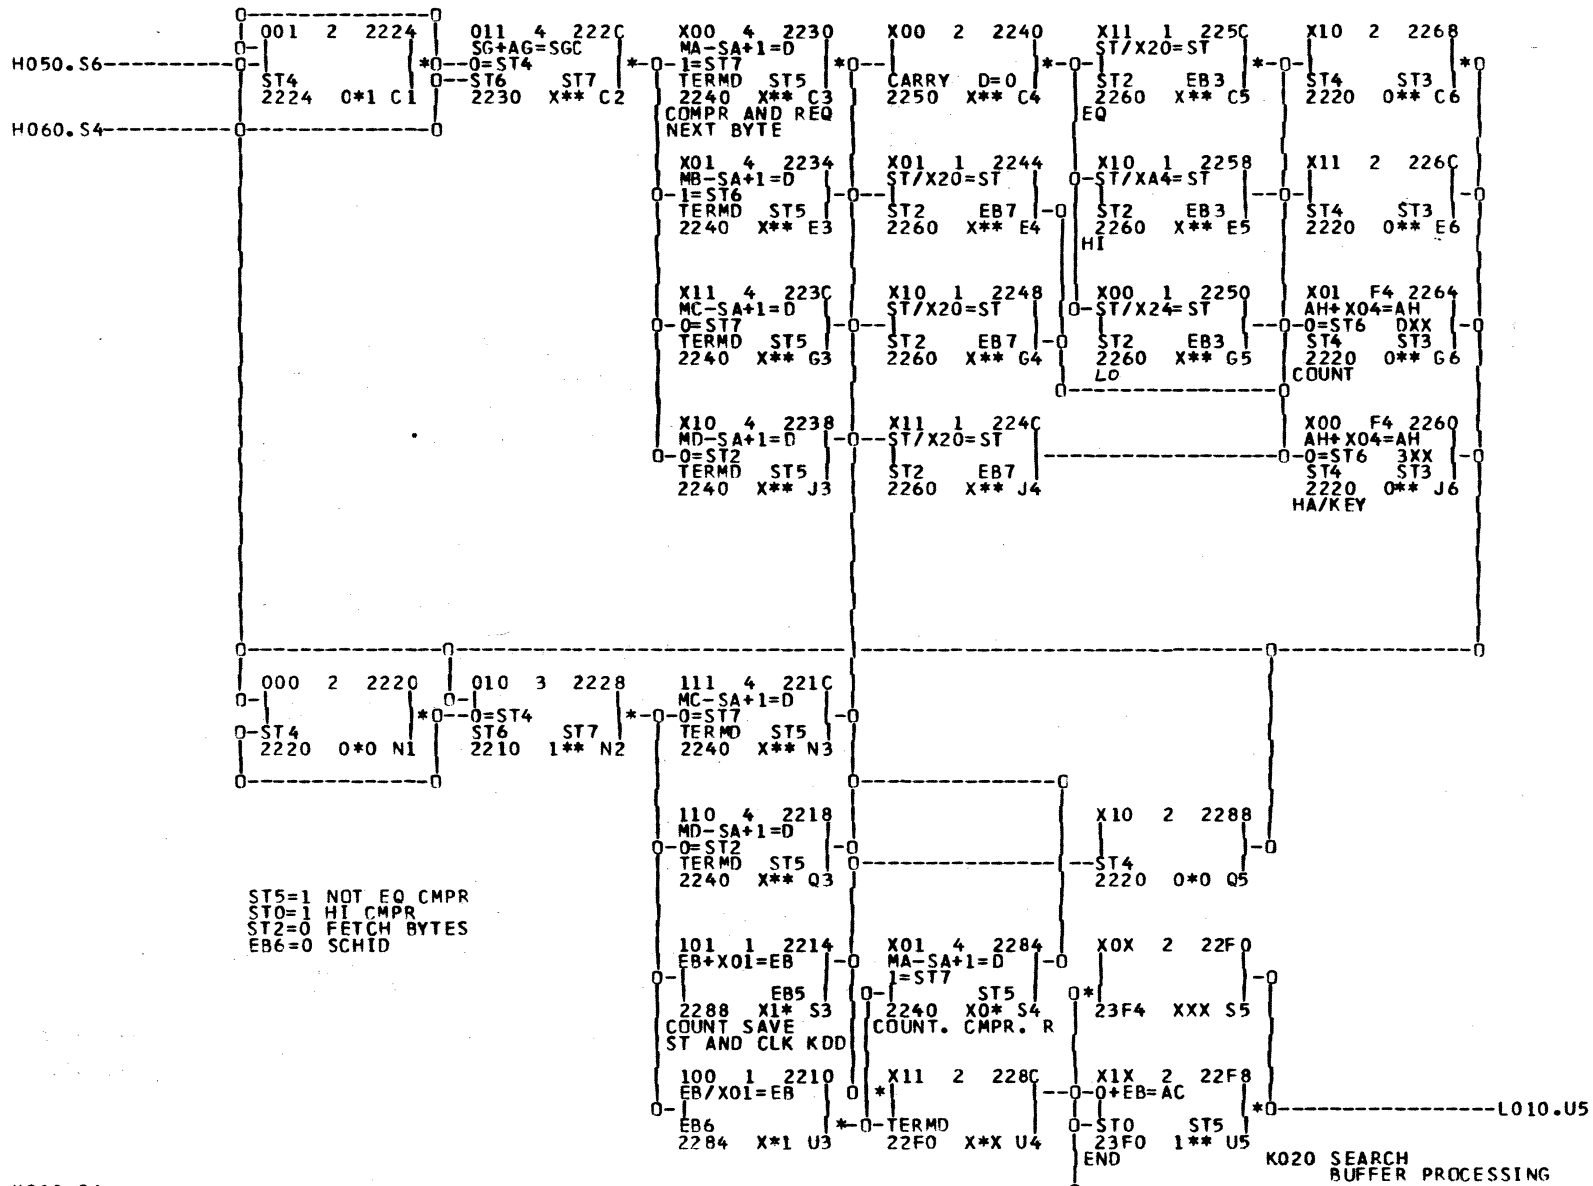 001 2 2224 011 4 222C X00 4 2230 X00 2 2240 X11 1 225C X10 2 2268
SG+AG=SGC MA-SA+1=D ST/X20=ST
H050.S6 * 0=ST4 * 1=ST7 * * * *
ST4 ST6 ST7 TERMD ST5 CARRY D=0 ST2 EB3 ST4 ST3
2224 0*1 C1 2230 X** C2 2240 X** C3 2250 X** C4 2260 X** C5 2220 0** C6
COMPR AND REQ EQ
H060.S4 NEXT BYTE
X01 4 2234 X01 1 2244 X10 1 2258 X11 2 226C
MB-SA+1=D ST/X20=ST ST/XA4=ST
1=ST6
TERMD ST5 ST2 EB7 ST2 EB3 ST4 ST3
2240 X** E3 2260 X** E4 2260 X** E5 2220 0** E6
HI
X11 4 223C X10 1 2248 X00 1 2250 X01 F4 2264
MC-SA+1=D ST/X20=ST ST/X24=ST AH+X04=AH
0=ST7 0=ST6 DXX
TERMD ST5 ST2 EB7 ST2 EB3 ST4 ST3
2240 X** G3 2260 X** G4 2260 X** G5 2220 0** G6
LO COUNT
X10 4 2238 X11 1 224C X00 F4 2260
MD-SA+1=D ST/X20=ST AH+X04=AH
0=ST2 0=ST6 3XX
TERMD ST5 ST2 EB7 ST4 ST3
2240 X** J3 2260 X** J4 2220 0** J6
HA/KEY
000 2 2220 010 3 2228 111 4 221C
MC-SA+1=D
* 0=ST4 * 0=ST7
ST4 ST6 ST7 TERMD ST5
2220 0*0 N1 2210 1** N2 2240 X** N3
110 4 2218 X10 2 2288
MD-SA+1=D
0=ST2
TERMD ST5 ST4
2240 X** Q3 2220 0*0 Q5
ST5=1 NOT EQ CMPR
ST0=1 HI CMPR
ST2=0 FETCH BYTES
EB6=0 SCHID
101 1 2214 X01 4 2284 X0X 2 22F0
EB+X01=EB MA-SA+1=D
1=ST7
EB5 ST5 *
2288 X1* S3 2240 X0* S4 23F4 XXX S5
COUNT SAVE COUNT. CMPR. R
ST AND CLK KDD
100 1 2210 X11 2 228C X1X 2 22F8
EB/X01=EB * 0+EB=AC
* L010.U5
EB6 * TERMD ST0 ST5
2284 X*1 U3 22F0 X*X U4 23F0 1** U5
END K020 SEARCH
BUFFER PROCESSING